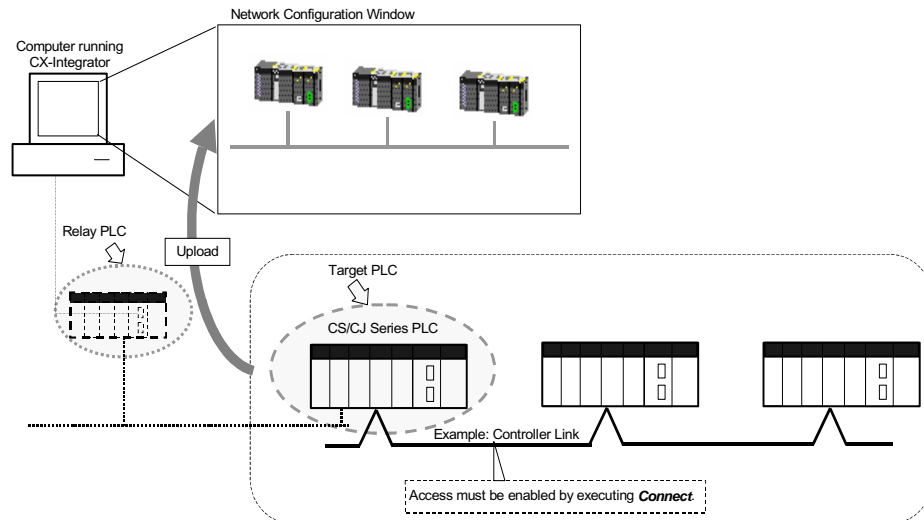 Network Configuration Window
Computer running
CX-Integrator
Relay PLC
Upload
Target PLC
CS/CJ Series PLC
Example: Controller Link
Access must be enabled by executing Connect.